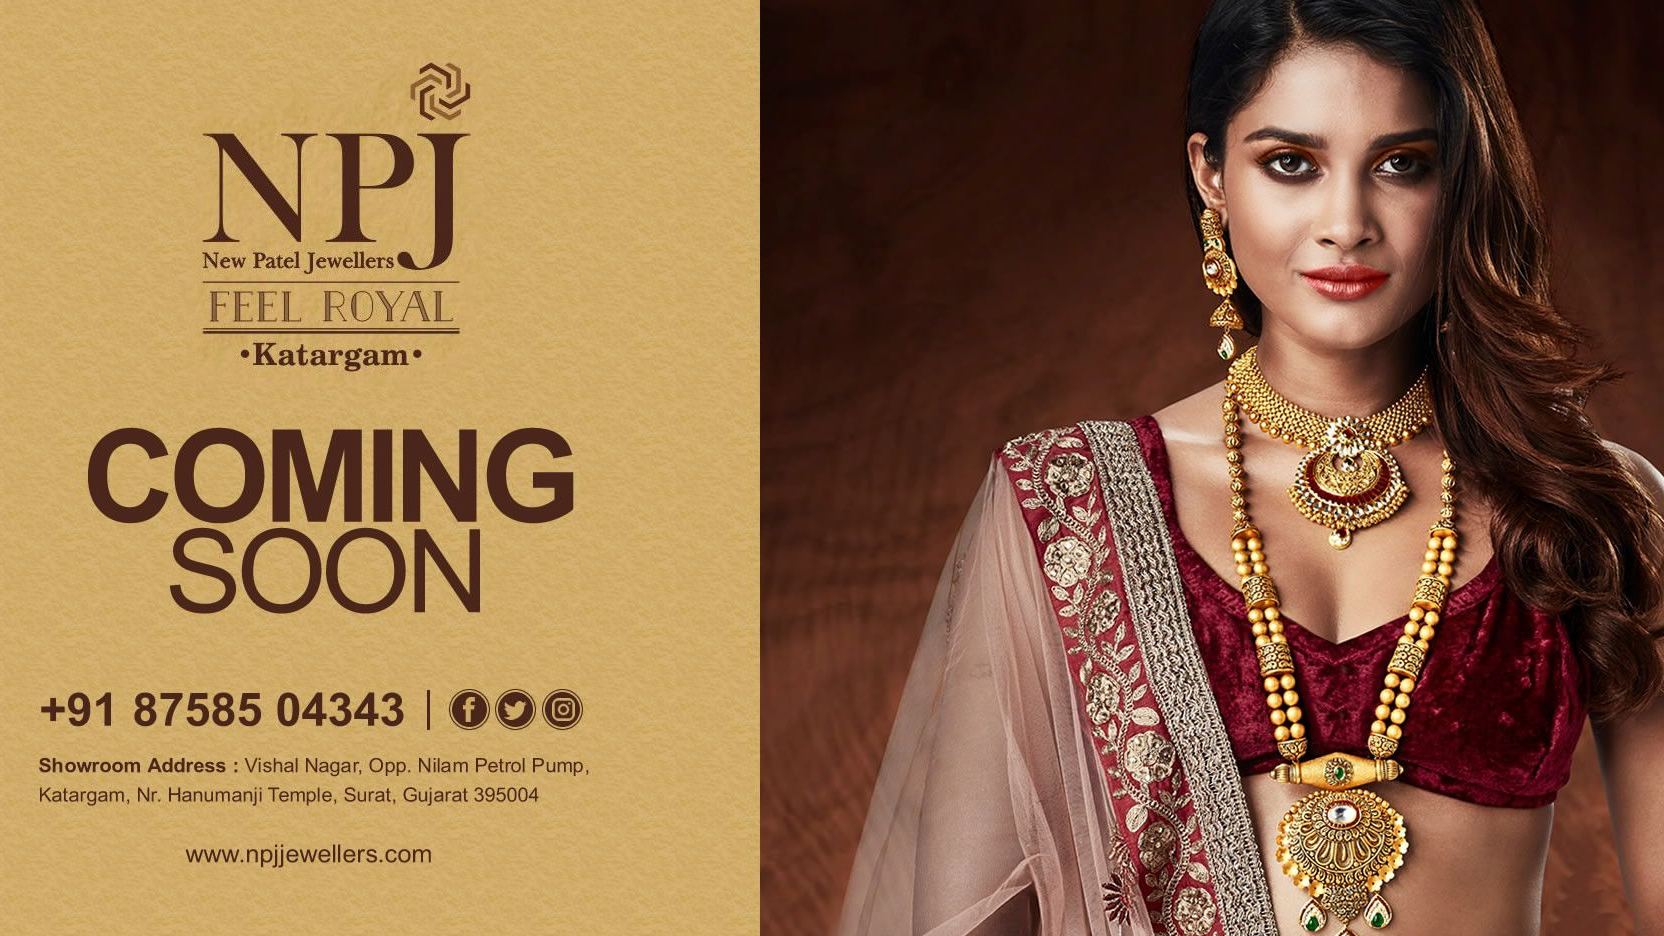 NPJ
New Patel Jewellers
FEEL ROYAL
•Katargam•
COMING
SOON
+91 87585 04343 |
Showroom Address : Vishal Nagar, Opp. Nilam Petrol Pump,
Katargam, Nr. Hanumanji Temple, Surat, Gujarat 395004
www.npjjewellers.com